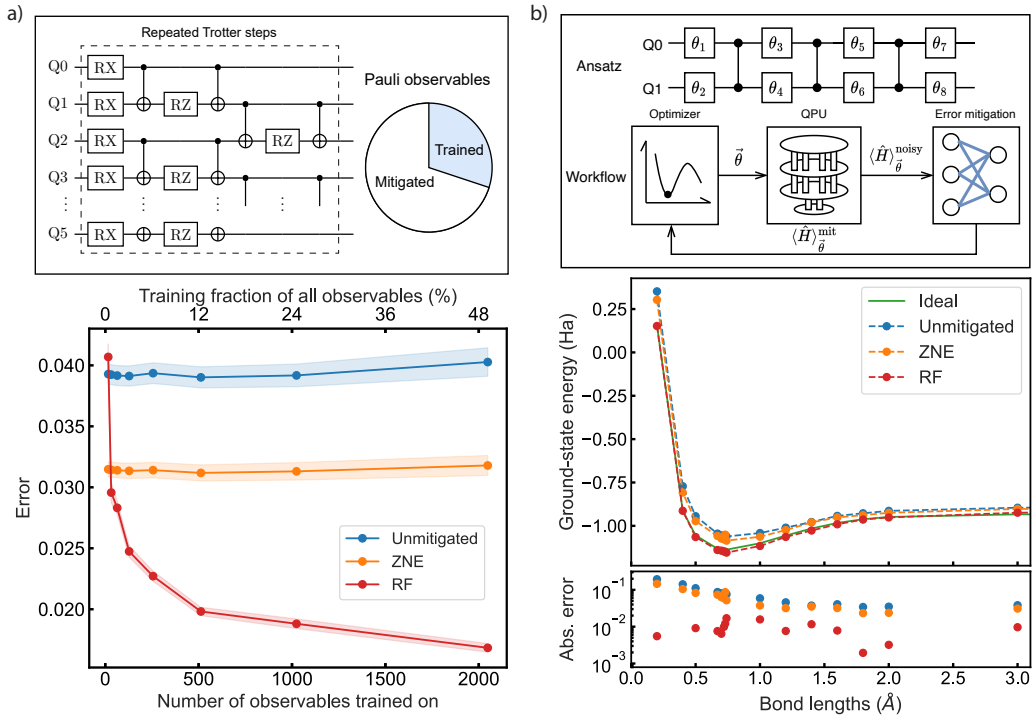 a)
Repeated Trotter steps
Q0
RX
Q1
RX
RZ
Q2
RX
RZ
Q3
RX
RZ
Q5
RX
RZ
Pauli observables
Trained
Mitigated
Training fraction of all observables (%)
0 12 24 36 48
Error
0.040
0.035
0.030
0.025
0.020
Unmitigated
ZNE
RF
0 500 1000 1500 2000
Number of observables trained on
b)
Ansatz
Q0
θ1 θ3 θ5 θ7
Q1
θ2 θ4 θ6 θ8
Workflow
Optimizer
QPU
Error mitigation
θ⃗
⟨Ĥ⟩θ⃗ noisy
⟨Ĥ⟩θ⃗ mit
Ground-state energy (Ha)
0.25
0.00
−0.25
−0.50
−0.75
−1.00
Ideal
Unmitigated
ZNE
RF
Abs. error
10⁻¹
10⁻²
10⁻³
0.0 0.5 1.0 1.5 2.0 2.5 3.0
Bond lengths (Å)